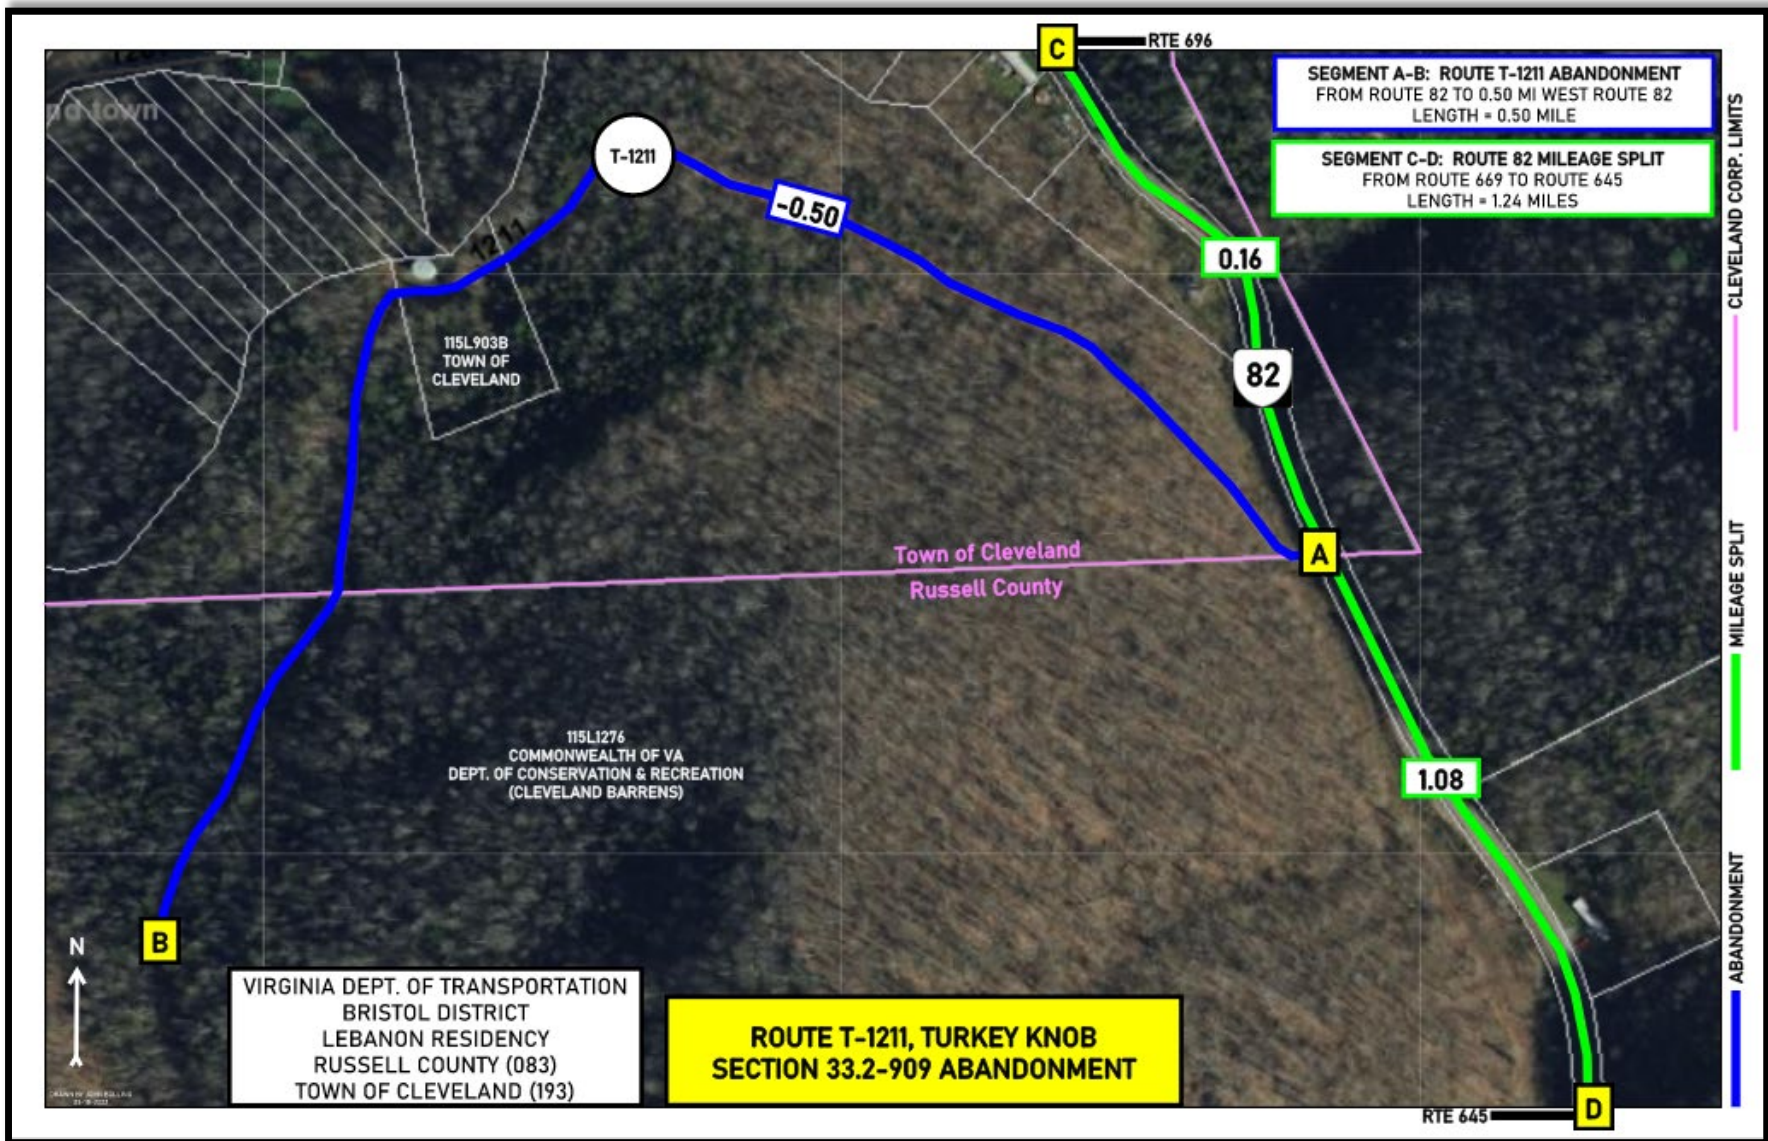 C
RTE 696
SEGMENT A-B: ROUTE T-1211 ABANDONMENT
FROM ROUTE 82 TO 0.50 MI WEST ROUTE 82
LENGTH = 0.50 MILE
SEGMENT C-D: ROUTE 82 MILEAGE SPLIT
FROM ROUTE 669 TO ROUTE 645
LENGTH = 1.24 MILES
nd town
T-1211
-0.50
1211
0.16
82
115L903B
TOWN OF
CLEVELAND
A
Town of Cleveland
Russell County
115L1276
COMMONWEALTH OF VA
DEPT. OF CONSERVATION & RECREATION
(CLEVELAND BARRENS)
1.08
B
N
VIRGINIA DEPT. OF TRANSPORTATION
BRISTOL DISTRICT
LEBANON RESIDENCY
RUSSELL COUNTY (083)
TOWN OF CLEVELAND (193)
ROUTE T-1211, TURKEY KNOB
SECTION 33.2-909 ABANDONMENT
RTE 645
D
CLEVELAND CORP. LIMITS
MILEAGE SPLIT
ABANDONMENT